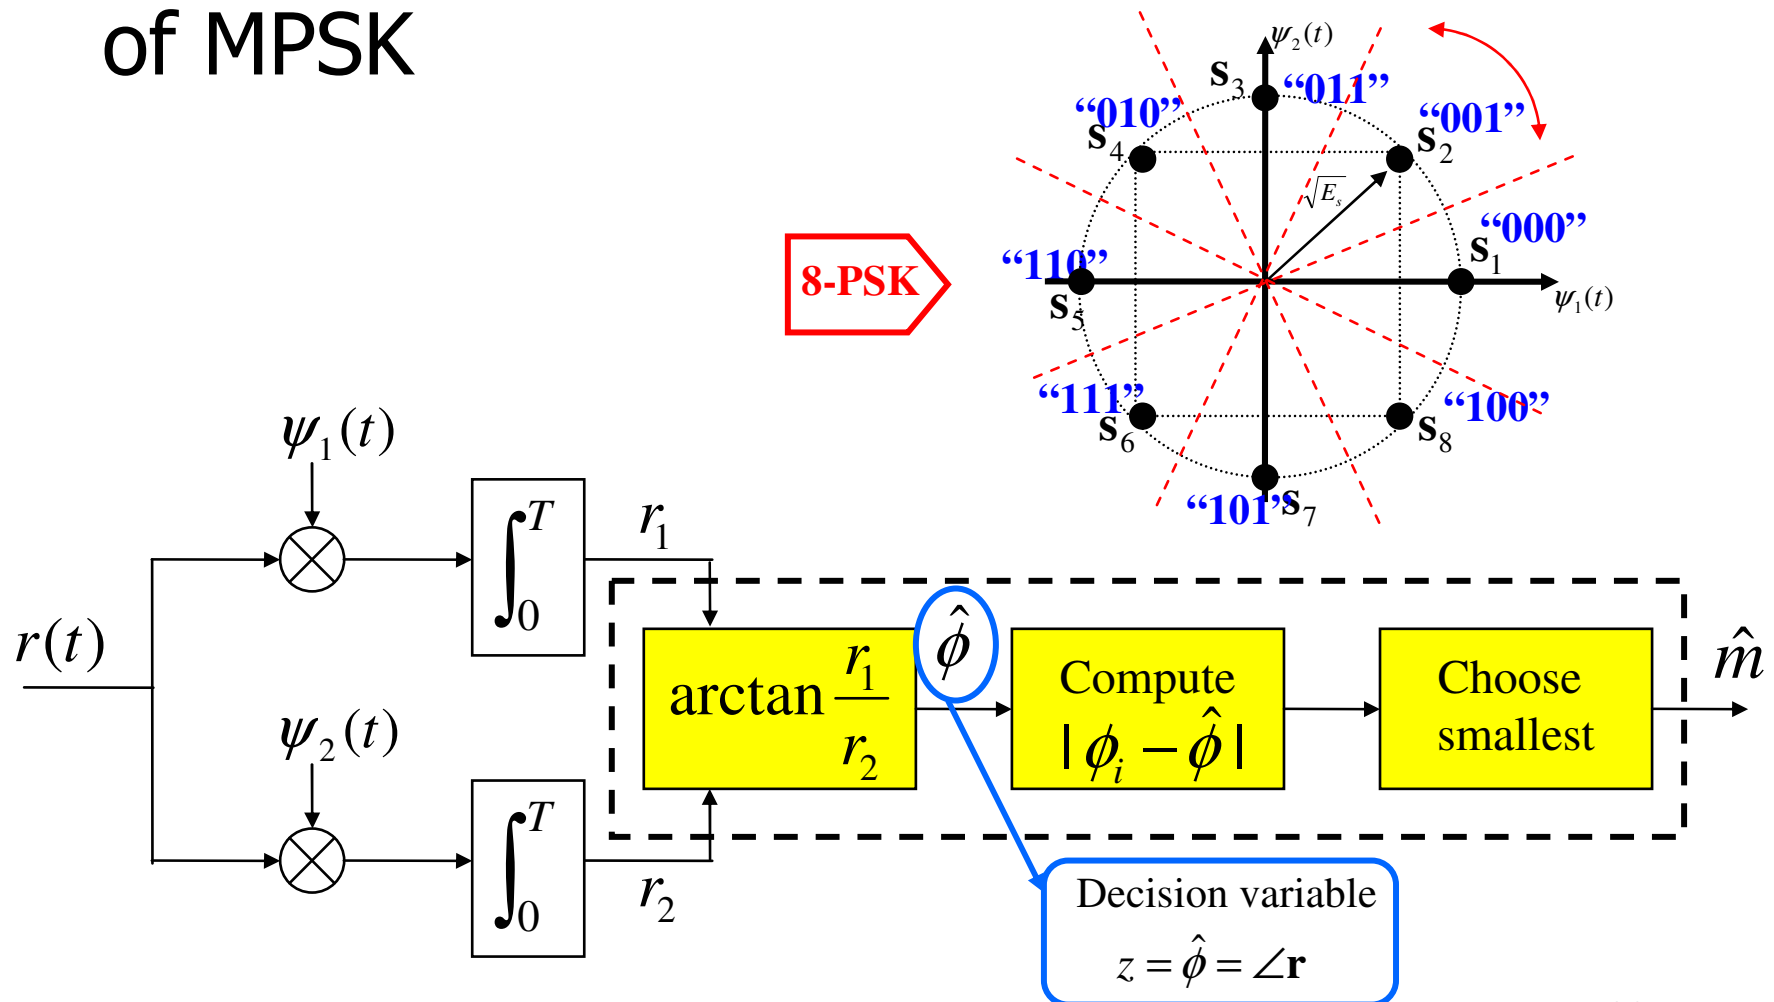 of MPSK
ψ₂(t)
s₃ “011”
“010” “001”
s₄ s₂
√Eₛ
“000”
s₁
“110”
8-PSK
ψ₁(t)
s₅
“111” “100”
s₆ s₈
“101” s₇
ψ₁(t)
∫₀ᵀ
r₁
r(t)
arctan r₁/r₂
φ̂
Compute
|φᵢ − φ̂|
Choose
smallest
m̂
ψ₂(t)
∫₀ᵀ
r₂
Decision variable
z = φ̂ = ∠r